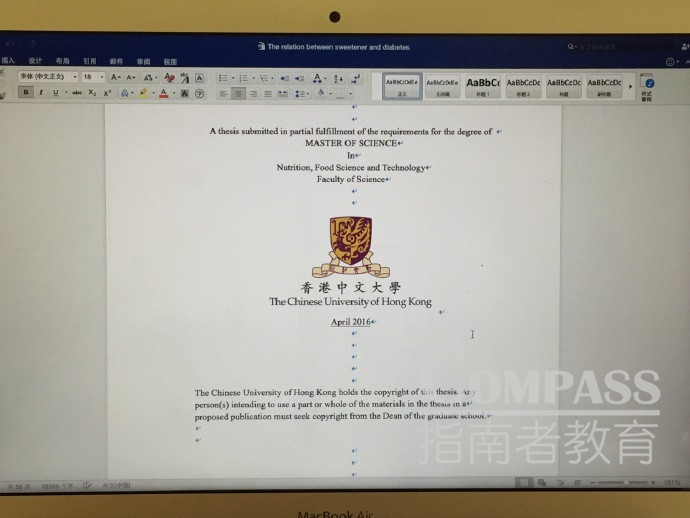 The relation between sweetener and diabetes
插入 设计 布局 引用 邮件 审阅 视图
宋体 (中文正文) 18
B I U abc X₂ X²
AaBbCcDdEe AaBbCcDdEe AaBbC AaBbCcDc AaBbCcDc AaBbCcDc
正文 无间隔 标题 1 标题 2 标题 副标题
A thesis submitted in partial fulfillment of the requirements for the degree of
MASTER OF SCIENCE
In
Nutrition, Food Science and Technology
Faculty of Science
香港中文大學
The Chinese University of Hong Kong
April 2016
The Chinese University of Hong Kong holds the copyright of this thesis. Any
person(s) intending to use a part or whole of the materials in the thesis in a
proposed publication must seek copyright from the Dean of the graduate school.
COMPASS
指南者教育
MacBook Air